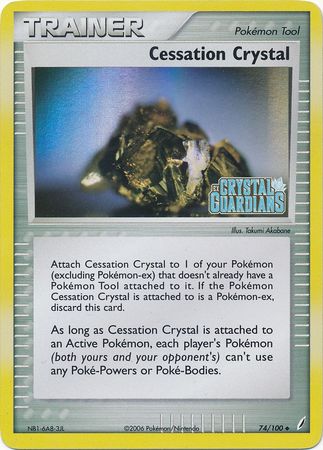 TRAINER
Pokémon Tool
Cessation Crystal
EX
CRYSTAL
GUARDIANS
Illus. Takumi Akabane
Attach Cessation Crystal to 1 of your Pokémon
(excluding Pokémon-ex) that doesn't already have a
Pokémon Tool attached to it. If the Pokémon
Cessation Crystal is attached to is a Pokémon-ex,
discard this card.
As long as Cessation Crystal is attached to
an Active Pokémon, each player's Pokémon
(both yours and your opponent's) can't use
any Poké-Powers or Poké-Bodies.
NB1-6A8-3JL
©2006 Pokémon/Nintendo
74/100